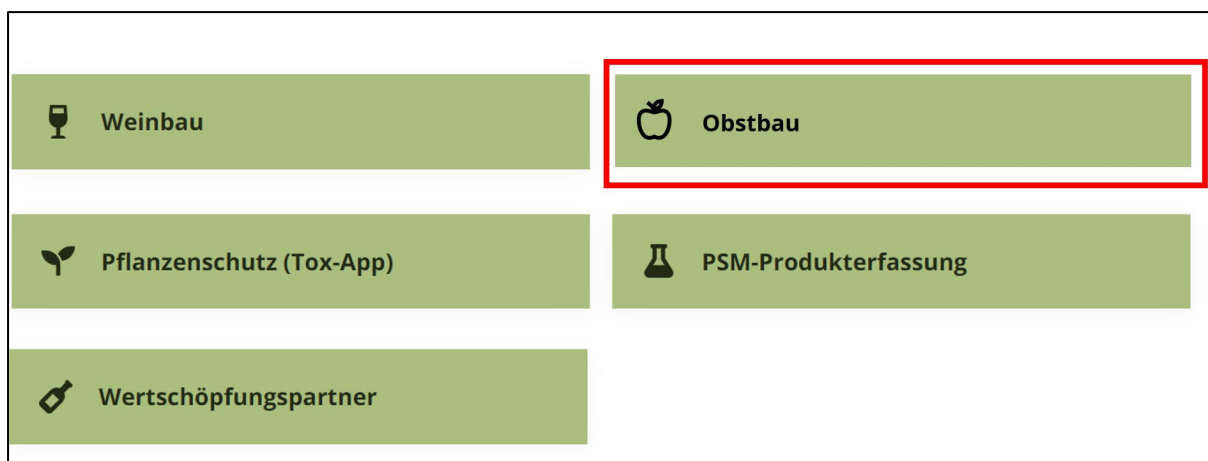 Weinbau
Obstbau
Pflanzenschutz (Tox-App)
PSM-Produkterfassung
Wertschöpfungspartner